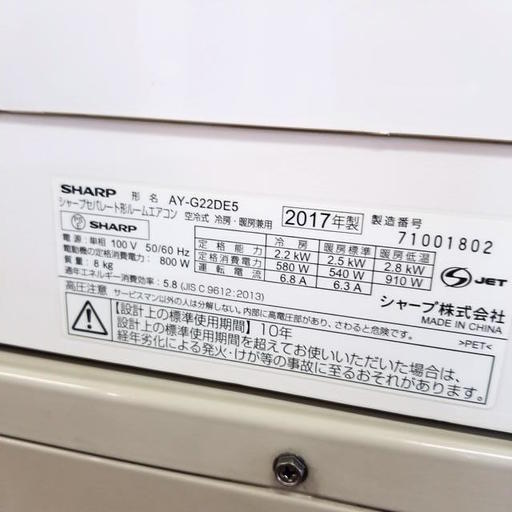 SHARP 形名 AY-G22DE5
シャープセパレート形ルームエアコン 空冷式 冷房・暖房兼用 2017年製 製造番号
SHARP 71001802
電源：単相 100 V 50/60 Hz
電動機の定格消費電力： 800 W
質量： 8 kg
定格能力 冷房 暖房標準 暖房低温
2.2 kW 2.5 kW 2.8 kW
定格消費電力 580 W 540 W 910 W
運転電流 6.8 A 6.3 A
通年エネルギー消費効率：5.8 (JIS C 9612：2013)
S JET
シャープ株式会社
MADE IN CHINA
高圧注意 サービスマン以外の人は分解しない。内部に高電圧部があり、さわると危険です。
>PET<
【設計上の標準使用期間】10年
設計上の標準使用期間を超えてお使いいただいた場合は、
経年劣化による発火・けが等の事故に至るおそれがあります。